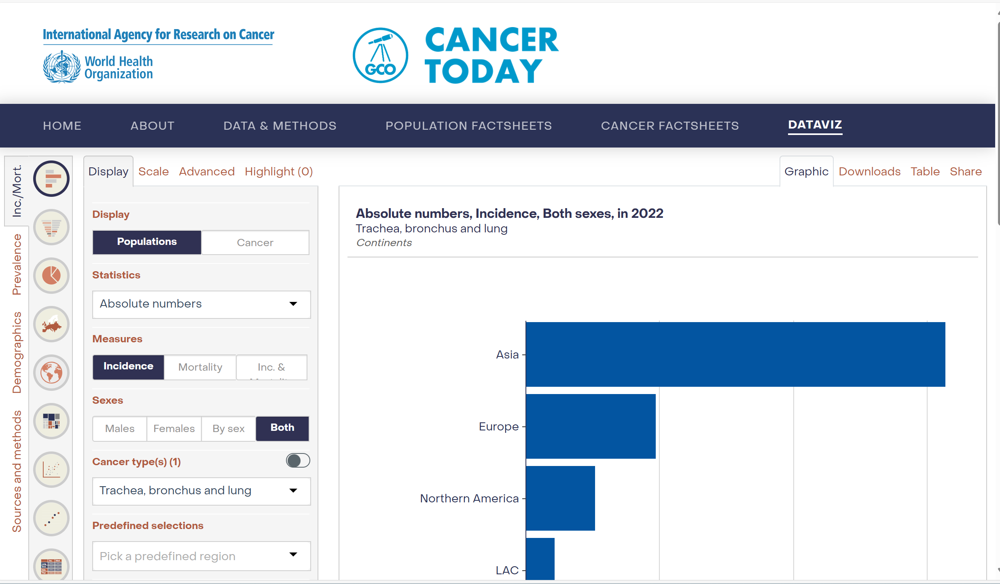 International Agency for Research on Cancer
World Health
Organization
GCO
CANCER
TODAY
HOME
ABOUT
DATA & METHODS
POPULATION FACTSHEETS
CANCER FACTSHEETS
DATAVIZ
Inc./Mort.
Prevalence
Demographics
Sources and methods
Display
Scale
Advanced
Highlight (0)
Graphic
Downloads
Table
Share
Display
Populations
Cancer
Statistics
Absolute numbers
Measures
Incidence
Mortality
Inc. &
Sexes
Males
Females
By sex
Both
Cancer type(s) (1)
Trachea, bronchus and lung
Predefined selections
Pick a predefined region
Absolute numbers, Incidence, Both sexes, in 2022
Trachea, bronchus and lung
Continents
Asia
Europe
Northern America
LAC